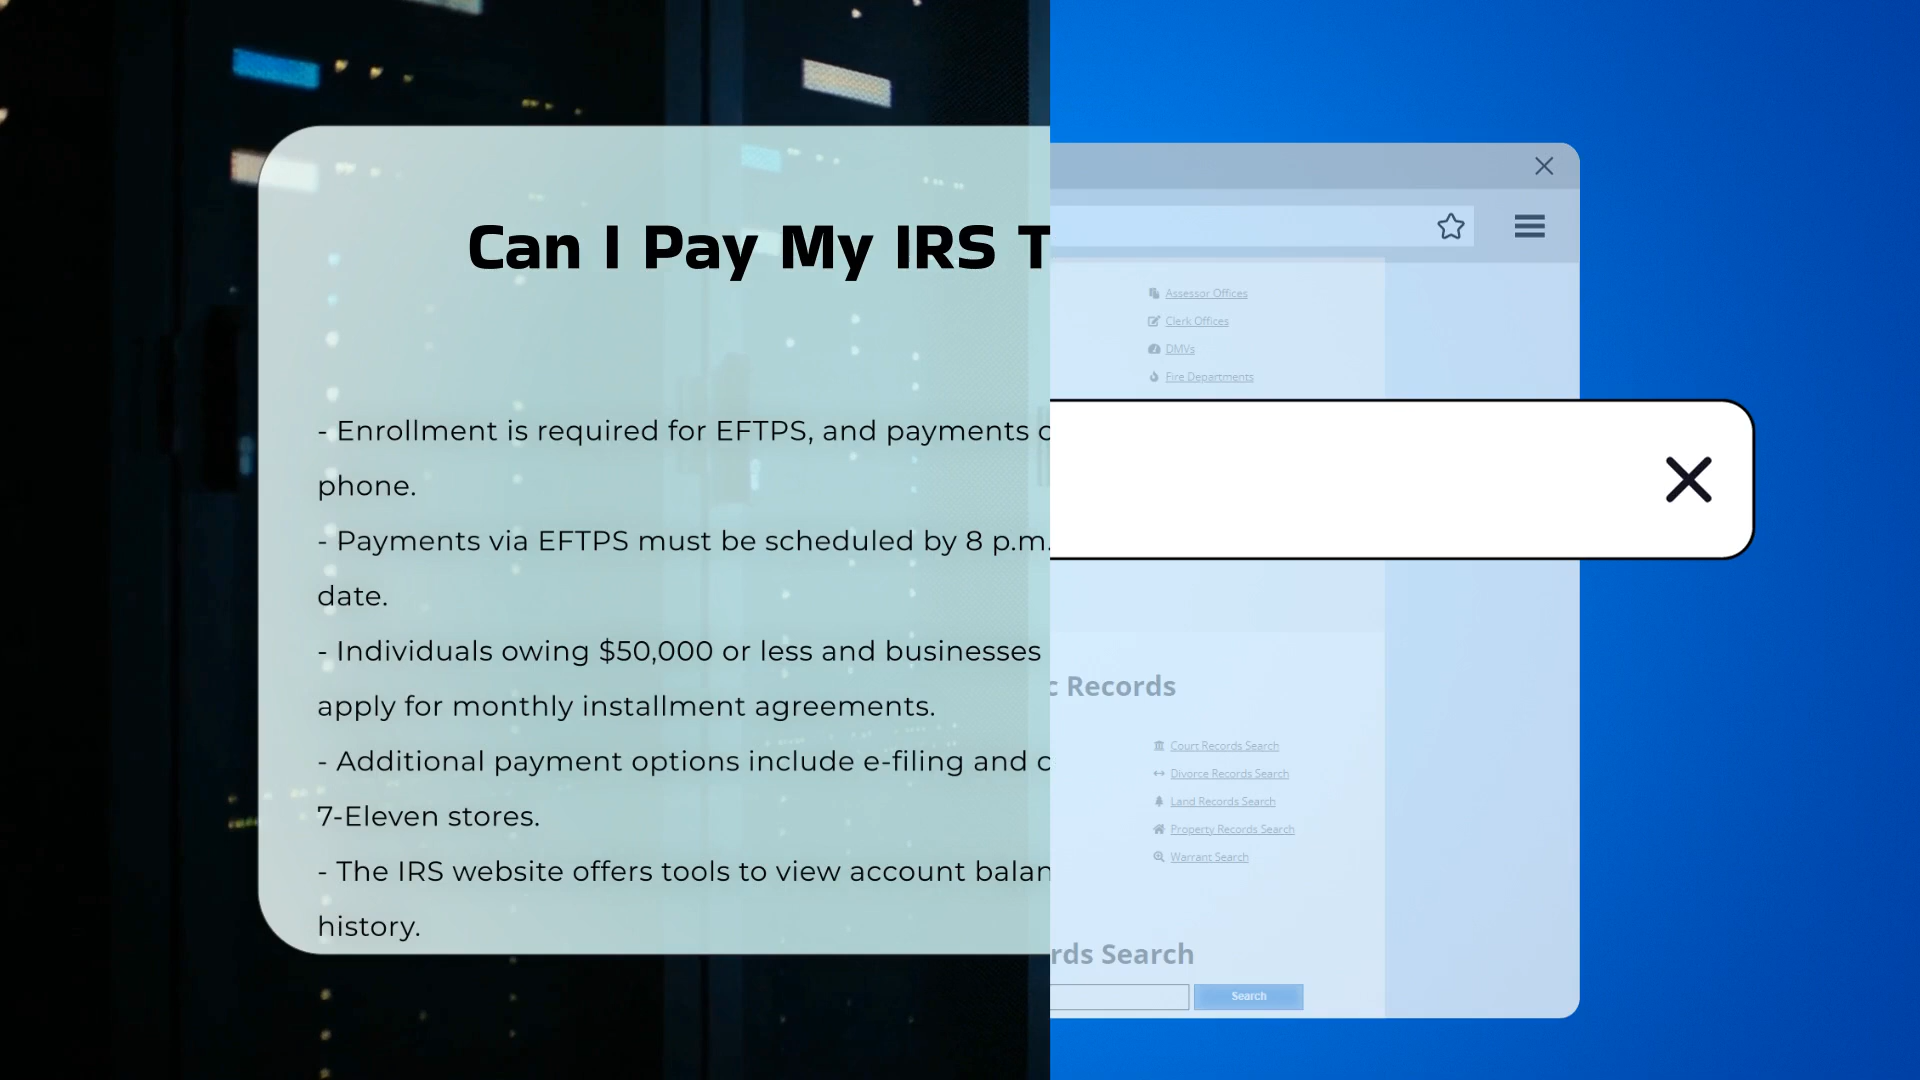 Can I Pay My IRS T
- Enrollment is required for EFTPS, and payments
phone.
- Payments via EFTPS must be scheduled by 8 p.m.
date.
- Individuals owing $50,000 or less and businesses
apply for monthly installment agreements.
- Additional payment options include e-filing and
7-Eleven stores.
- The IRS website offers tools to view account balan
history.
Assessor Offices
Clerk Offices
DMVs
Fire Departments
c Records
Court Records Search
Divorce Records Search
Land Records Search
Property Records Search
Warrant Search
rds Search
Search